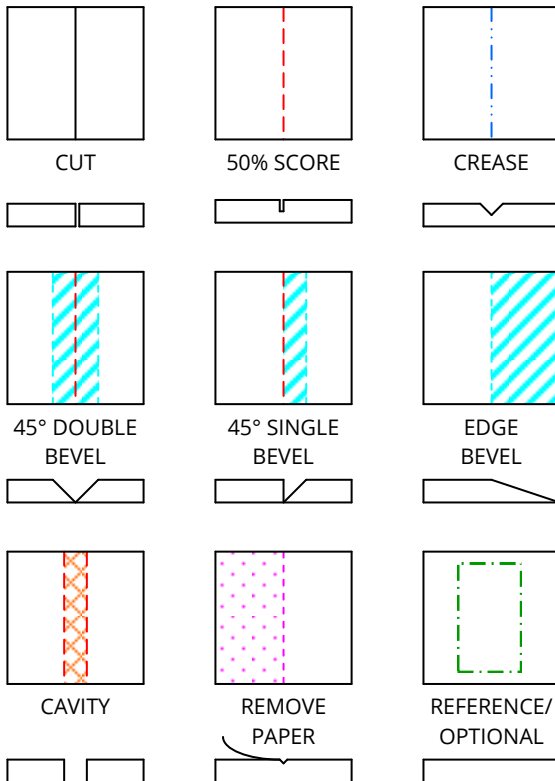 CUT
50% SCORE
CREASE
45° DOUBLE
BEVEL
45° SINGLE
BEVEL
EDGE
BEVEL
CAVITY
REMOVE
PAPER
REFERENCE/
OPTIONAL